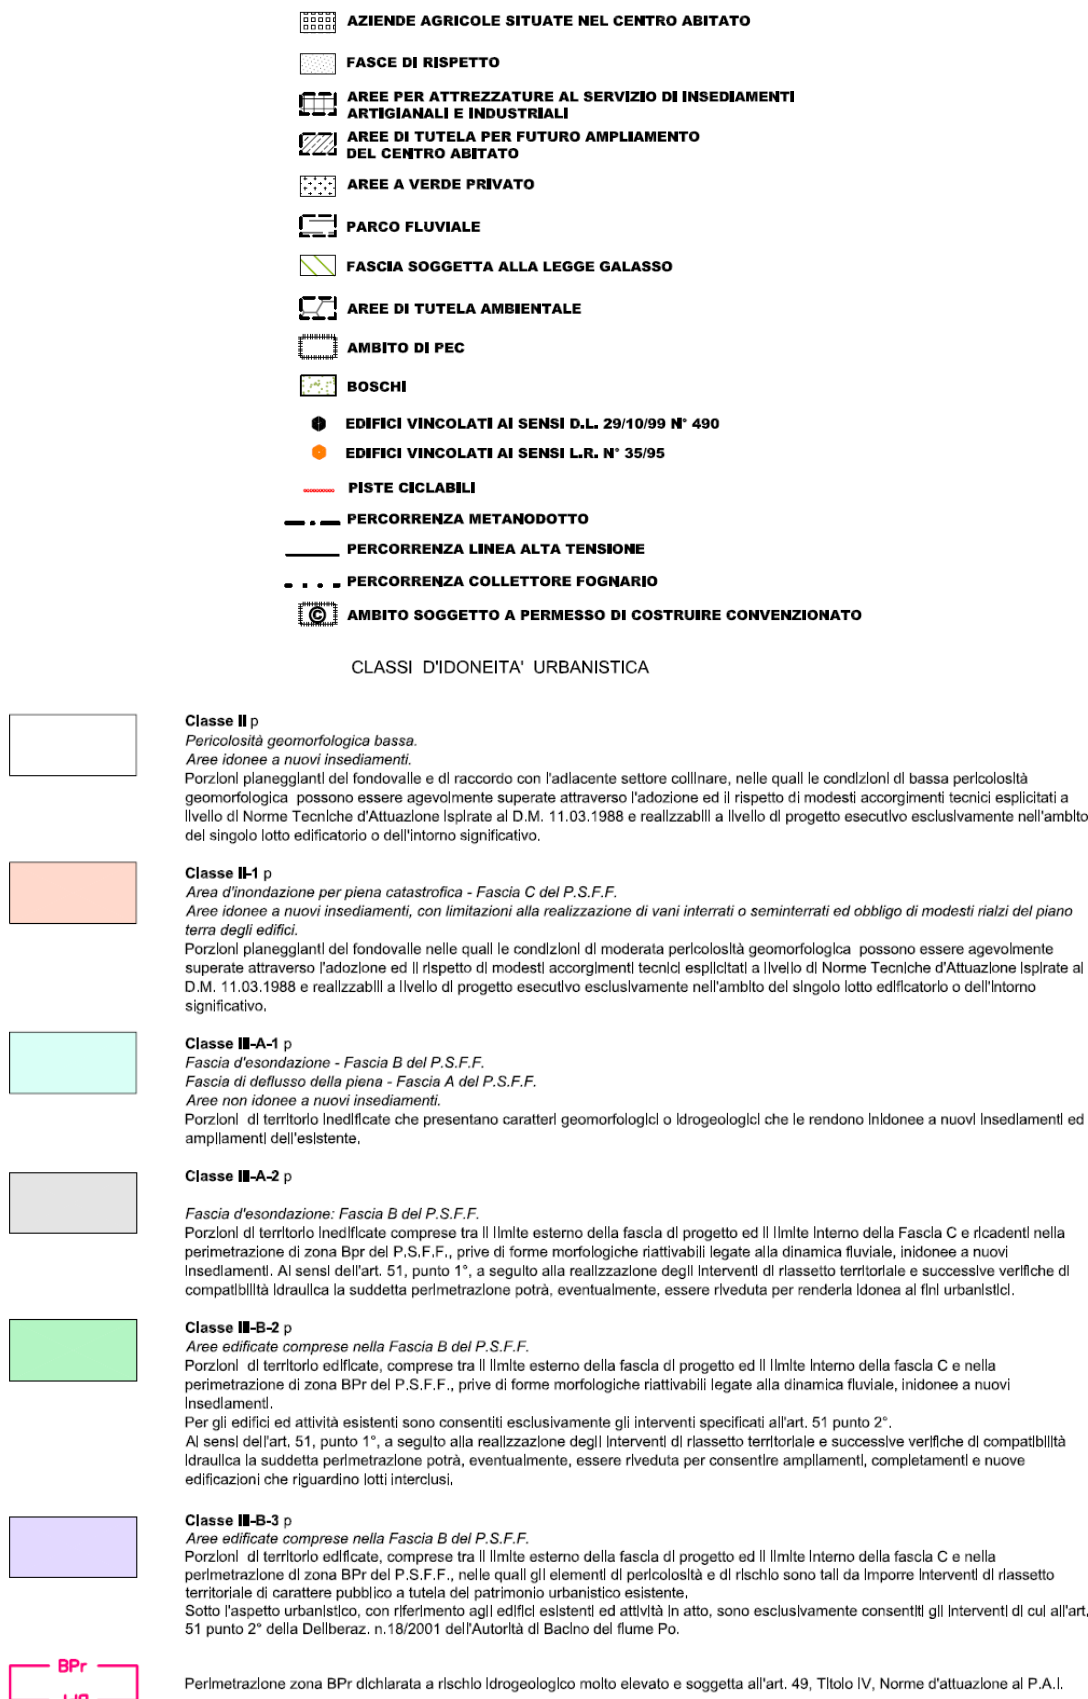 AZIENDE AGRICOLE SITUATE NEL CENTRO ABITATO
FASCE DI RISPETTO
AREE PER ATTREZZATURE AL SERVIZIO DI INSEDIAMENTI
ARTIGIANALI E INDUSTRIALI
AREE DI TUTELA PER FUTURO AMPLIAMENTO
DEL CENTRO ABITATO
AREE A VERDE PRIVATO
PARCO FLUVIALE
FASCIA SOGGETTA ALLA LEGGE GALASSO
AREE DI TUTELA AMBIENTALE
AMBITO DI PEC
BOSCHI
EDIFICI VINCOLATI AI SENSI D.L. 29/10/99 N° 490
EDIFICI VINCOLATI AI SENSI L.R. N° 35/95
PISTE CICLABILI
PERCORRENZA METANODOTTO
PERCORRENZA LINEA ALTA TENSIONE
PERCORRENZA COLLETTORE FOGNARIO
© AMBITO SOGGETTO A PERMESSO DI COSTRUIRE CONVENZIONATO
CLASSI D'IDONEITA' URBANISTICA
Classe II p
Pericolosità geomorfologica bassa.
Aree idonee a nuovi insediamenti.
Porzioni pianeggianti del fondovalle e di raccordo con l'adiacente settore collinare, nelle quali le condizioni di bassa pericolosità
geomorfologica possono essere agevolmente superate attraverso l'adozione ed il rispetto di modesti accorgimenti tecnici esplicitati a
livello di Norme Tecniche d'Attuazione ispirate al D.M. 11.03.1988 e realizzabili a livello di progetto esecutivo esclusivamente nell'ambito
del singolo lotto edificatorio o dell'intorno significativo.
Classe II-1 p
Area d'inondazione per piena catastrofica - Fascia C del P.S.F.F.
Aree idonee a nuovi insediamenti, con limitazioni alla realizzazione di vani interrati o seminterrati ed obbligo di modesti rialzi del piano
terra degli edifici.
Porzioni pianeggianti del fondovalle nelle quali le condizioni di moderata pericolosità geomorfologica possono essere agevolmente
superate attraverso l'adozione ed il rispetto di modesti accorgimenti tecnici esplicitati a livello di Norme Tecniche d'Attuazione ispirate al
D.M. 11.03.1988 e realizzabili a livello di progetto esecutivo esclusivamente nell'ambito del singolo lotto edificatorio o dell'intorno
significativo.
Classe III-A-1 p
Fascia d'esondazione - Fascia B del P.S.F.F.
Fascia di deflusso della piena - Fascia A del P.S.F.F.
Aree non idonee a nuovi insediamenti.
Porzioni di territorio inedificate che presentano caratteri geomorfologici o idrogeologici che le rendono inidonee a nuovi insediamenti ed
ampliamenti dell'esistente.
Classe III-A-2 p
Fascia d'esondazione: Fascia B del P.S.F.F.
Porzioni di territorio inedificate comprese tra il limite esterno della fascia di progetto ed il limite interno della Fascia C e ricadenti nella
perimetrazione di zona Bpr del P.S.F.F., prive di forme morfologiche riattivabili legate alla dinamica fluviale, inidonee a nuovi
insediamenti. Ai sensi dell'art. 51, punto 1°, a seguito alla realizzazione degli interventi di riassetto territoriale e successive verifiche di
compatibilità idraulica la suddetta perimetrazione potrà, eventualmente, essere riveduta per renderla idonea ai fini urbanistici.
Classe III-B-2 p
Aree edificate comprese nella Fascia B del P.S.F.F.
Porzioni di territorio edificate, comprese tra il limite esterno della fascia di progetto ed il limite interno della fascia C e nella
perimetrazione di zona BPr del P.S.F.F., prive di forme morfologiche riattivabili legate alla dinamica fluviale, inidonee a nuovi
insediamenti.
Per gli edifici ed attività esistenti sono consentiti esclusivamente gli interventi specificati all'art. 51 punto 2°.
Ai sensi dell'art. 51, punto 1°, a seguito alla realizzazione degli interventi di riassetto territoriale e successive verifiche di compatibilità
idraulica la suddetta perimetrazione potrà, eventualmente, essere riveduta per consentire ampliamenti, completamenti e nuove
edificazioni che riguardino lotti interclusi.
Classe III-B-3 p
Aree edificate comprese nella Fascia B del P.S.F.F.
Porzioni di territorio edificate, comprese tra il limite esterno della fascia di progetto ed il limite interno della fascia C e nella
perimetrazione di zona BPr del P.S.F.F., nelle quali gli elementi di pericolosità e di rischio sono tali da imporre interventi di riassetto
territoriale di carattere pubblico a tutela del patrimonio urbanistico esistente.
Sotto l'aspetto urbanistico, con riferimento agli edifici esistenti ed attività in atto, sono esclusivamente consentiti gli interventi di cui all'art.
51 punto 2° della Deliberaz. n.18/2001 dell'Autorità di Bacino del fiume Po.
BPr
Perimetrazione zona BPr dichiarata a rischio idrogeologico molto elevato e soggetta all'art. 49, Titolo IV, Norme d'attuazione al P.A.I.